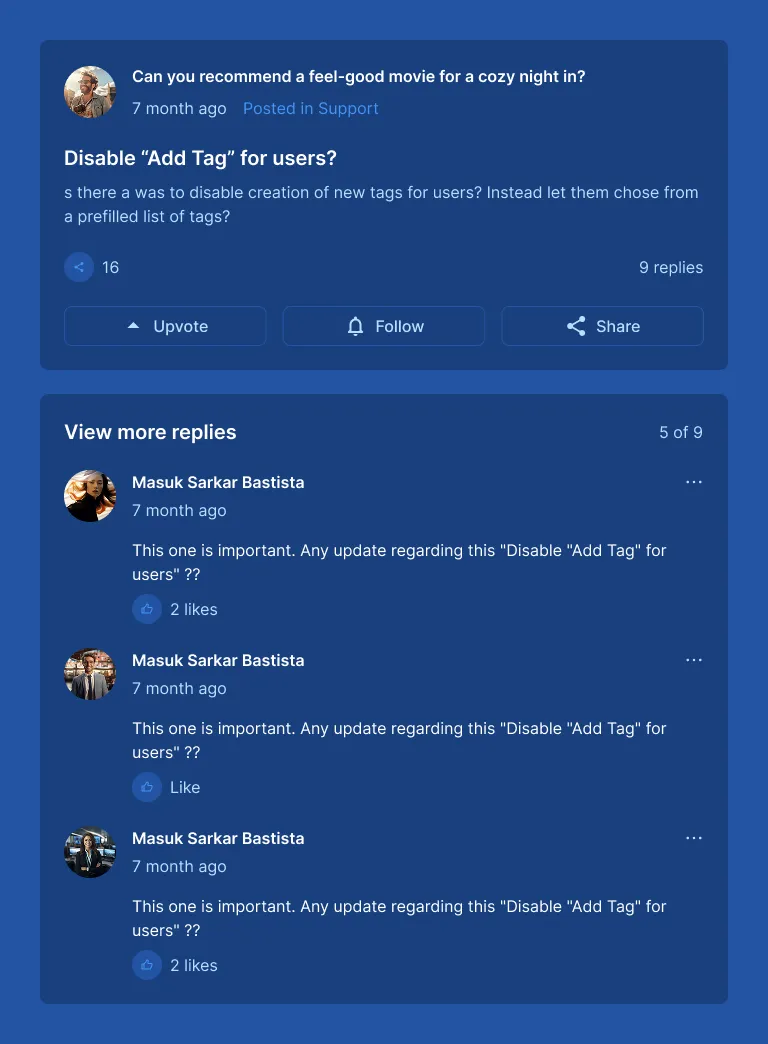 Can you recommend a feel-good movie for a cozy night in?
7 month ago Posted in Support
Disable “Add Tag” for users?
s there a was to disable creation of new tags for users? Instead let them chose from
a prefilled list of tags?
16 9 replies
Upvote Follow Share
View more replies 5 of 9
Masuk Sarkar Bastista
7 month ago
This one is important. Any update regarding this "Disable "Add Tag" for
users" ??
2 likes
Masuk Sarkar Bastista
7 month ago
This one is important. Any update regarding this "Disable "Add Tag" for
users" ??
Like
Masuk Sarkar Bastista
7 month ago
This one is important. Any update regarding this "Disable "Add Tag" for
users" ??
2 likes